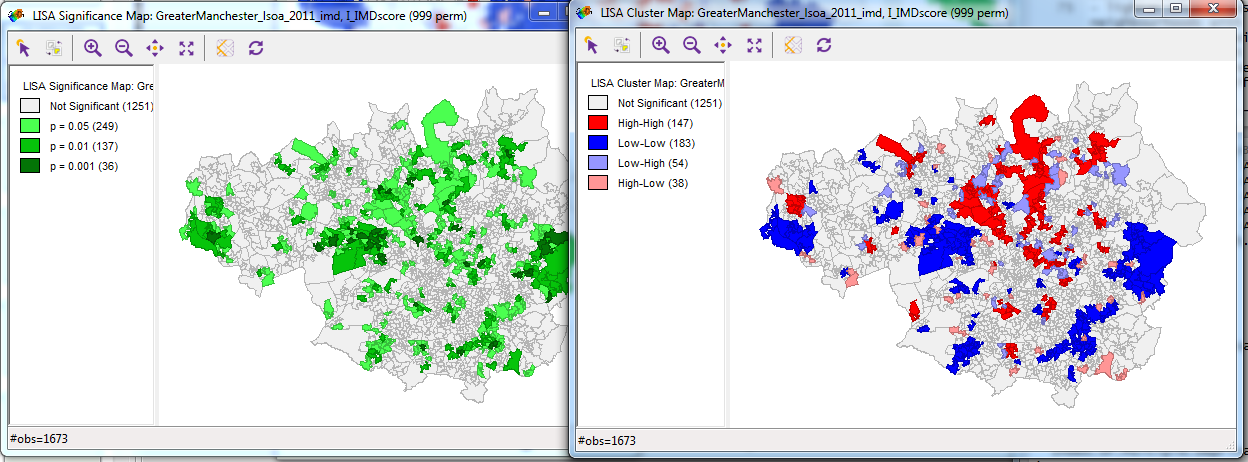 LISA Significance Map: GreaterManchester_lsoa_2011_imd, I_IMDscore (999 perm)
LISA Significance Map: Gre
Not Significant (1251)
p = 0.05 (249)
p = 0.01 (137)
p = 0.001 (36)
#obs=1673
LISA Cluster Map: GreaterManchester_lsoa_2011_imd, I_IMDscore (999 perm)
LISA Cluster Map: GreaterM
Not Significant (1251)
High-High (147)
Low-Low (183)
Low-High (54)
High-Low (38)
#obs=1673